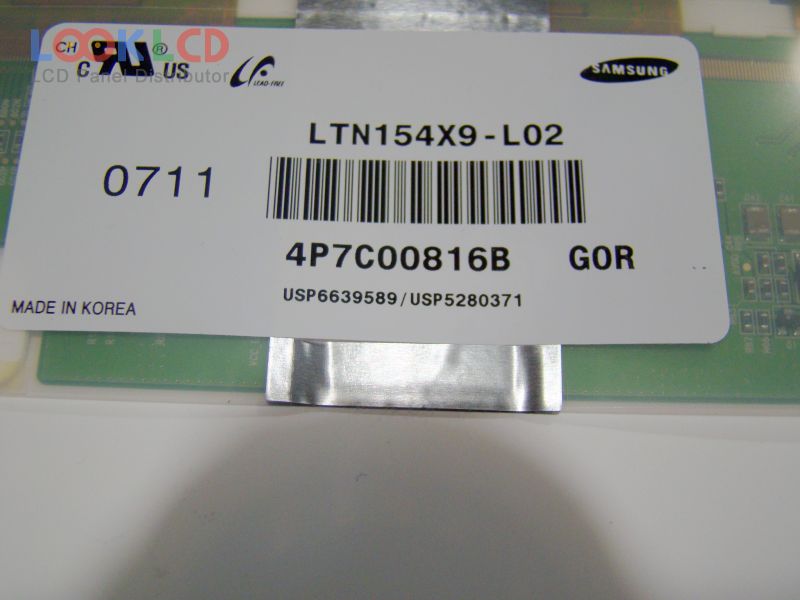 LOOKLCD
LCD Panel Distributor
CH
C ® US
LEAD-FREE
SAMSUNG
LTN154X9-L02
0711
4P7C00816B G0R
USP6639589/USP5280371
MADE IN KOREA